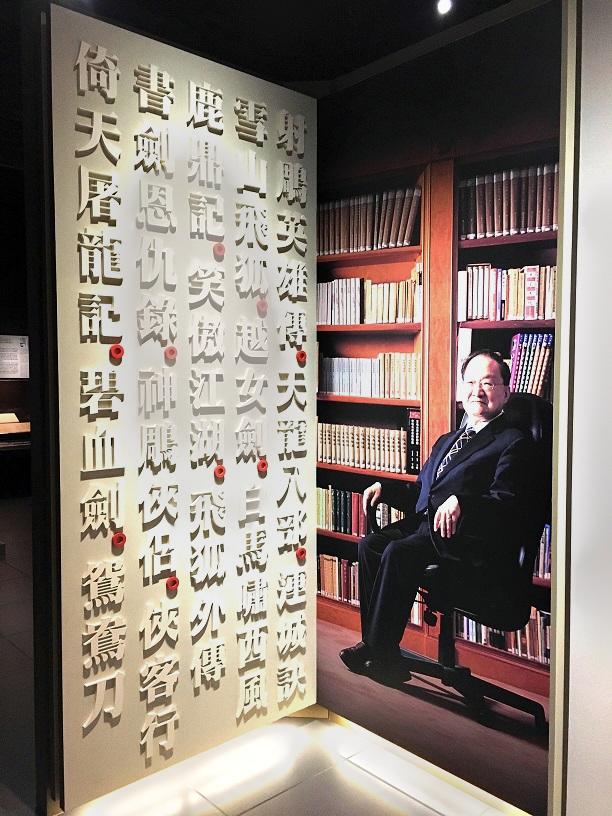 射鵰英雄傳 天龍八部 連城訣
雪山飛狐 越女劍 白馬嘯西風
鹿鼎記 笑傲江湖 飛狐外傳
書劍恩仇錄 神鵰俠侶 俠客行
倚天屠龍記 碧血劍 鴛鴦刀